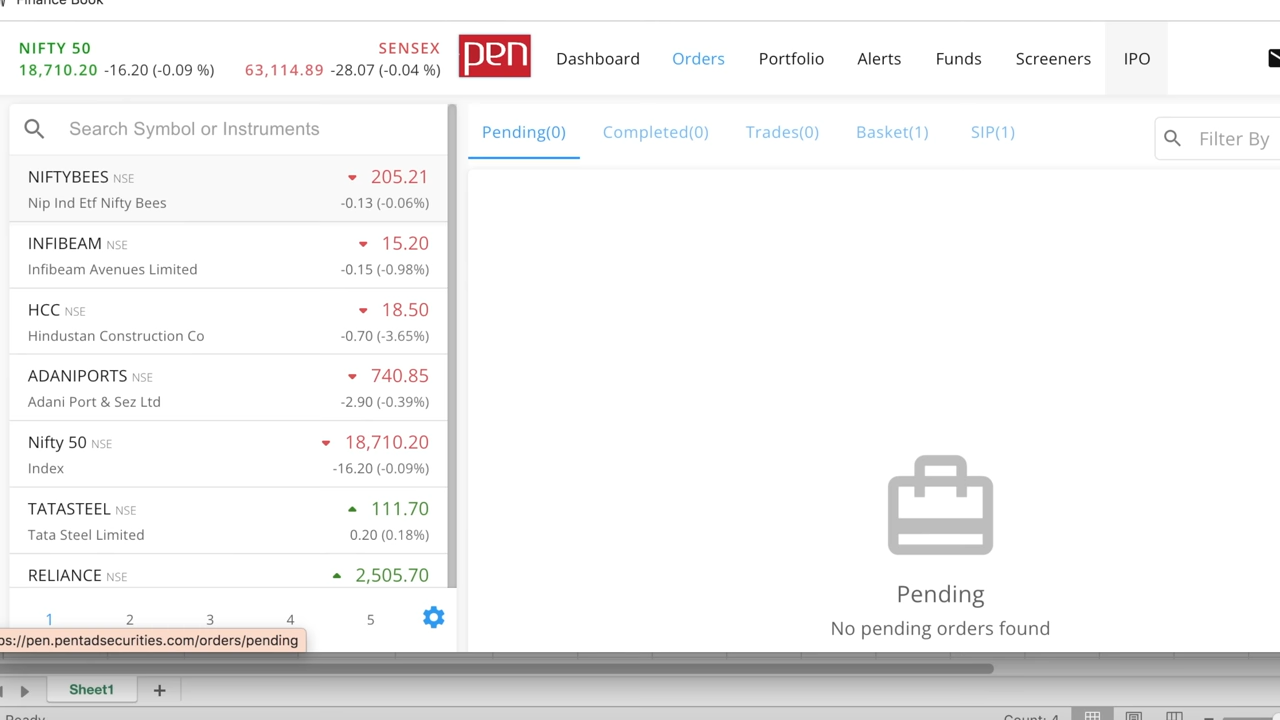 Finance Book
NIFTY 50
18,710.20 -16.20 (-0.09 %)
SENSEX
63,114.89 -28.07 (-0.04 %)
pen
Dashboard Orders Portfolio Alerts Funds Screeners IPO
Search Symbol or Instruments
Pending(0) Completed(0) Trades(0) Basket(1) SIP(1)
Filter By
NIFTYBEES NSE 205.21
Nip Ind Etf Nifty Bees -0.13 (-0.06%)
INFIBEAM NSE 15.20
Infibeam Avenues Limited -0.15 (-0.98%)
HCC NSE 18.50
Hindustan Construction Co -0.70 (-3.65%)
ADANIPORTS NSE 740.85
Adani Port & Sez Ltd -2.90 (-0.39%)
Nifty 50 NSE 18,710.20
Index -16.20 (-0.09%)
TATASTEEL NSE 111.70
Tata Steel Limited 0.20 (0.18%)
RELIANCE NSE 2,505.70
Pending
No pending orders found
1 2 3 4 5
ps://pen.pentadsecurities.com/orders/pending
Sheet1 +
Ready
Count: 4